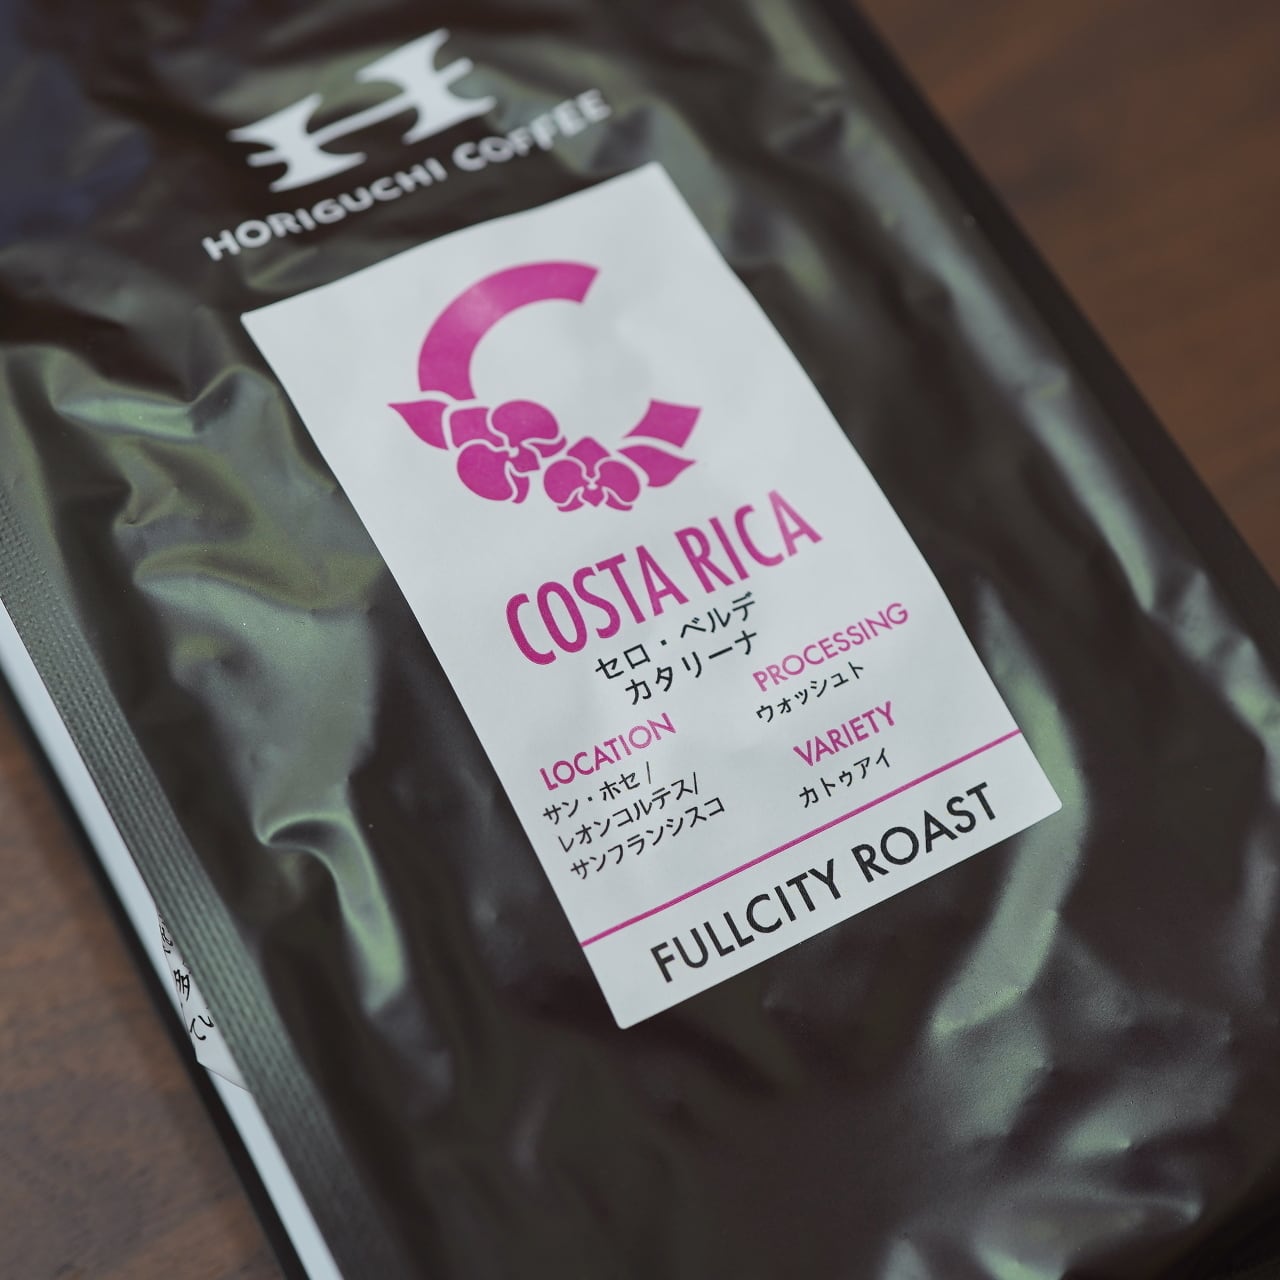 H
HORIGUCHI COFFEE
COSTA RICA
セロ・ベルデ
カタリーナ
LOCATION
サン・ホセ /
レオンコルテス/
サンフランシスコ
PROCESSING
ウォッシュト
VARIETY
カトゥアイ
FULLCITY ROAST